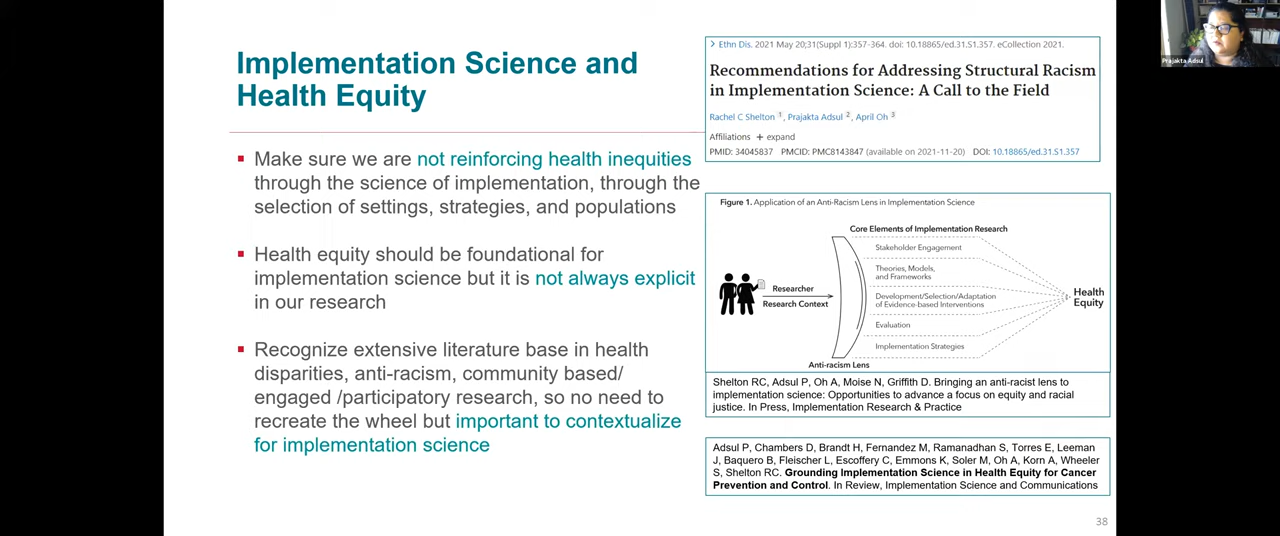 Implementation Science and
Health Equity
Make sure we are not reinforcing health inequities
through the science of implementation, through the
selection of settings, strategies, and populations
Health equity should be foundational for
implementation science but it is not always explicit
in our research
Recognize extensive literature base in health
disparities, anti-racism, community based/
engaged /participatory research, so no need to
recreate the wheel but important to contextualize
for implementation science
> Ethn Dis. 2021 May 20;31(Suppl 1):357-364. doi: 10.18865/ed.31.S1.357. eCollection 2021.
Recommendations for Addressing Structural Racism
in Implementation Science: A Call to the Field
Rachel C Shelton 1, Prajakta Adsul 2, April Oh 3
Affiliations + expand
PMID: 34045837 PMCID: PMC8143847 (available on 2021-11-20) DOI: 10.18865/ed.31.S1.357
Figure 1. Application of an Anti-Racism Lens in Implementation Science
Core Elements of Implementation Research
Stakeholder Engagement
Theories, Models,
and Frameworks
Researcher
Research Context
Development/Selection/Adaptation
of Evidence-based Interventions
Health
Equity
Evaluation
Implementation Strategies
Anti-racism Lens
Shelton RC, Adsul P, Oh A, Moise N, Griffith D. Bringing an anti-racist lens to
implementation science: Opportunities to advance a focus on equity and racial
justice. In Press, Implementation Research & Practice
Adsul P, Chambers D, Brandt H, Fernandez M, Ramanadhan S, Torres E, Leeman
J, Baquero B, Fleischer L, Escoffery C, Emmons K, Soler M, Oh A, Korn A, Wheeler
S, Shelton RC. Grounding Implementation Science in Health Equity for Cancer
Prevention and Control. In Review, Implementation Science and Communications
38
Prajakta Adsul